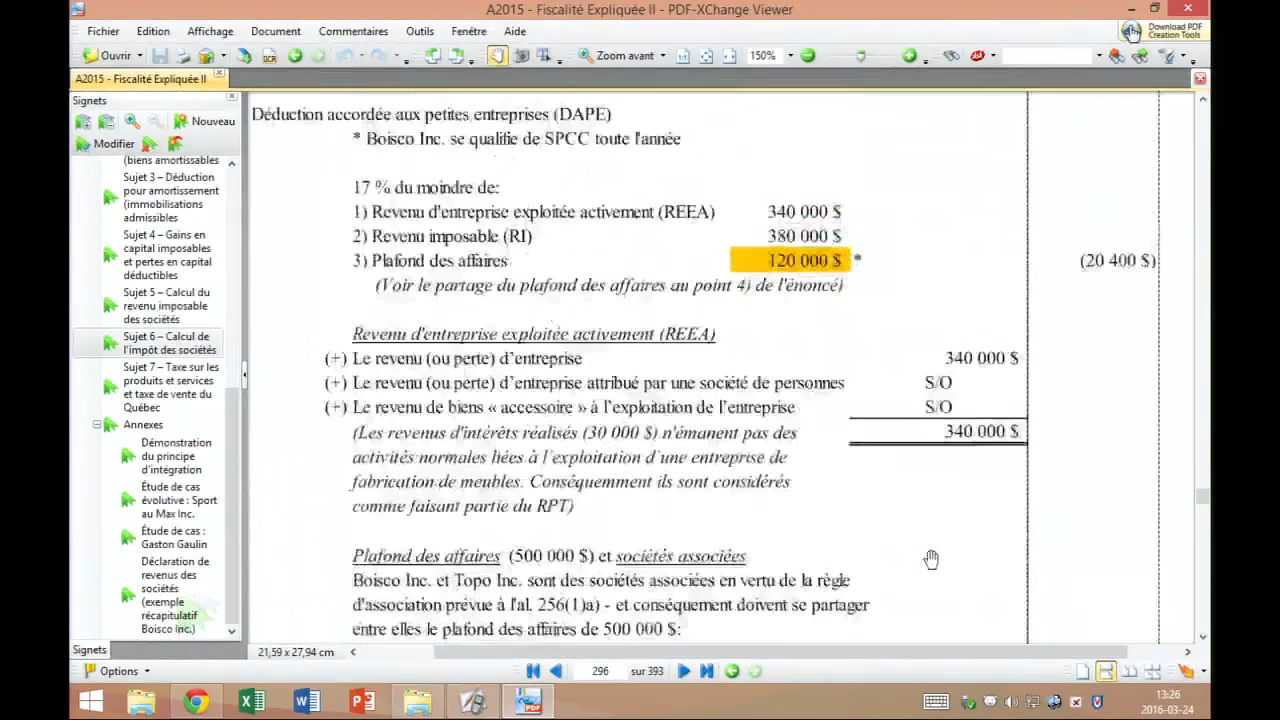 A2015 - Fiscalité Expliquée II - PDF-XChange Viewer
Fichier Edition Affichage Document Commentaires Outils Fenêtre Aide
Download PDF
Creation Tools
Ouvrir
OCR
Zoom avant
150%
A2015 - Fiscalité Expliquée II
Signets
Nouveau
Modifier
(biens amortissables
Sujet 3 – Déduction
pour amortissement
(immobilisations
admissibles
Sujet 4 – Gains en
capital imposables
et pertes en capital
déductibles
Sujet 5 – Calcul du
revenu imposable
des sociétés
Sujet 6 – Calcul de
l'impôt des sociétés
Sujet 7 – Taxe sur les
produits et services
et taxe de vente du
Québec
Annexes
Démonstration
du principe
d'intégration
Étude de cas
évolutive : Sport
au Max Inc.
Étude de cas :
Gaston Gaulin
Déclaration de
revenus des
sociétés
(exemple
récapitulatif
Boisco Inc.)
Signets
Options
Déduction accordée aux petites entreprises (DAPE)
* Boisco Inc. se qualifie de SPCC toute l'année
17 % du moindre de:
1) Revenu d'entreprise exploitée activement (REEA) 340 000 $
2) Revenu imposable (RI) 380 000 $
3) Plafond des affaires 120 000 $ * (20 400 $)
(Voir le partage du plafond des affaires au point 4) de l'énoncé)
Revenu d'entreprise exploitée activement (REEA)
(+) Le revenu (ou perte) d'entreprise 340 000 $
(+) Le revenu (ou perte) d'entreprise attribué par une société de personnes S/O
(+) Le revenu de biens « accessoire » à l'exploitation de l'entreprise S/O
(Les revenus d'intérêts réalisés (30 000 $) n'émanent pas des 340 000 $
activités normales liées à l'exploitation d'une entreprise de
fabrication de meubles. Conséquemment ils sont considérés
comme faisant partie du RPT)
Plafond des affaires (500 000 $) et sociétés associées
Boisco Inc. et Topo Inc. sont des sociétés associées en vertu de la règle
d'association prévue à l'al. 256(1)a) - et conséquement doivent se partager
entre elles le plafond des affaires de 500 000 $:
21,59 x 27,94 cm
296 sur 393
13:26
2016-03-24